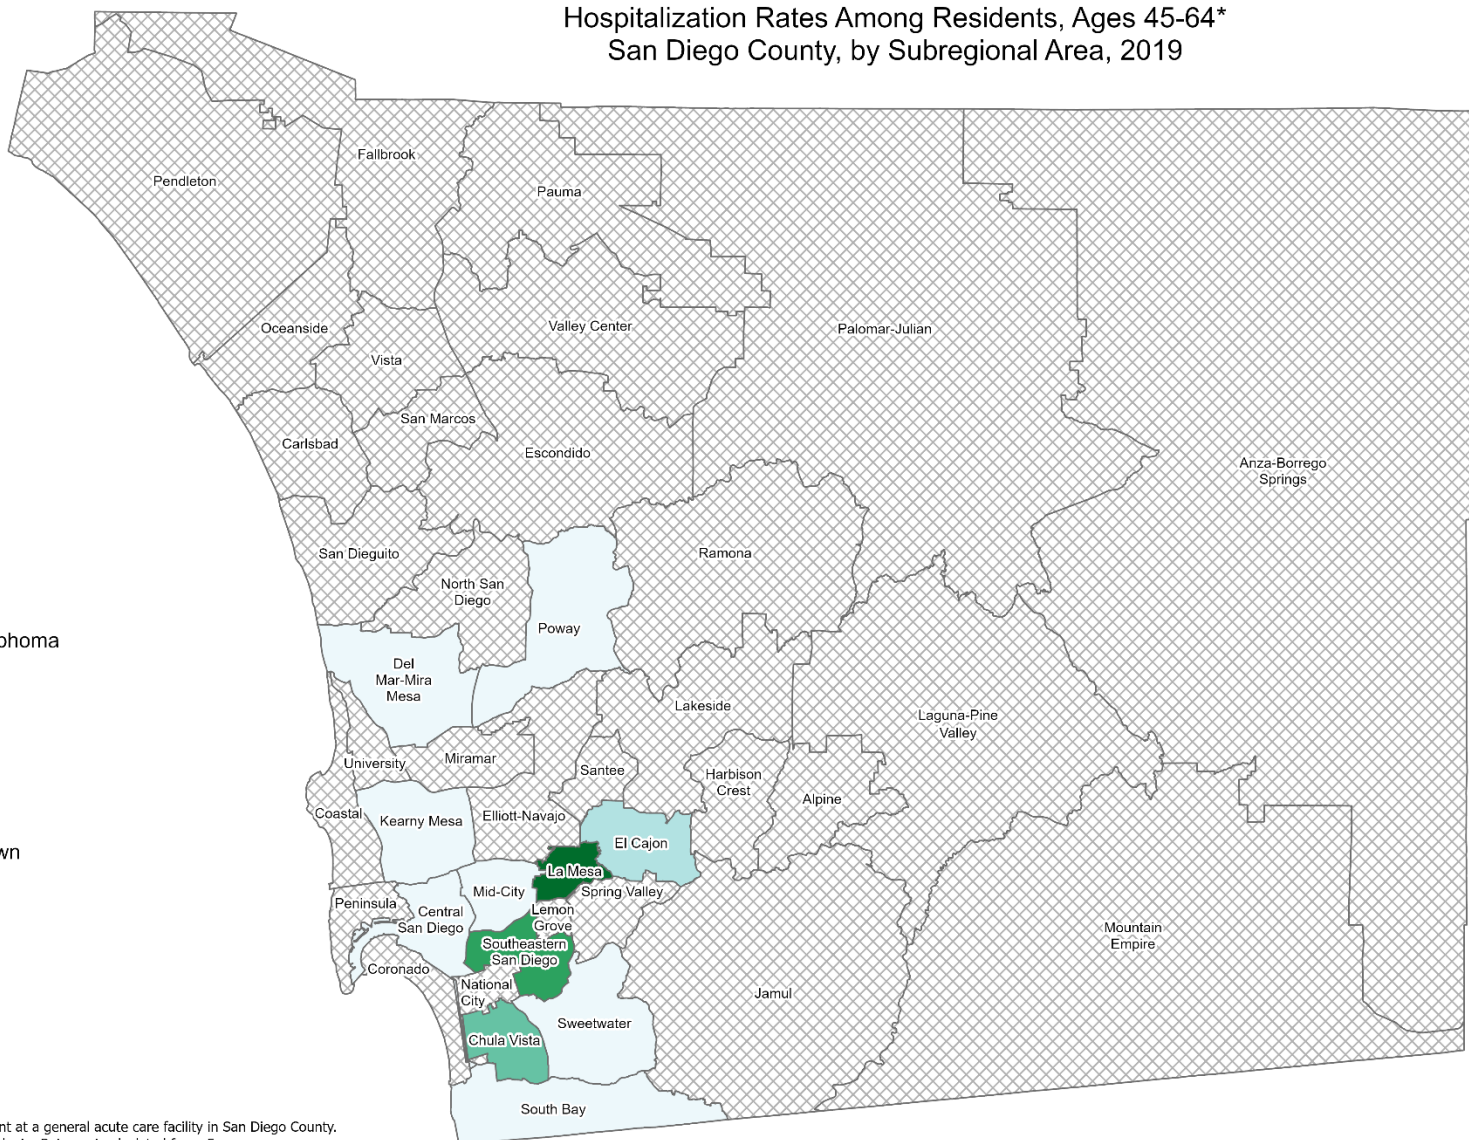 Hospitalization Rates Among Residents, Ages 45-64*
San Diego County, by Subregional Area, 2019
Fallbrook
Pendleton
Pauma
Oceanside
Valley Center
Palomar-Julian
Vista
San Marcos
Carlsbad
Escondido
Anza-Borrego
Springs
San Dieguito
Ramona
North San
Diego
Poway
phoma
Del
Mar-Mira
Mesa
Lakeside
Laguna-Pine
Valley
University
Miramar
Santee
Harbison
Crest
Alpine
Coastal
Kearny Mesa
Elliott-Navajo
El Cajon
wn
La Mesa
Mid-City
Spring Valley
Peninsula
Central
San Diego
Lemon
Grove
Mountain
Empire
Southeastern
San Diego
Coronado
National
City
Jamul
Sweetwater
Chula Vista
South Bay
nt at a general acute care facility in San Diego County.